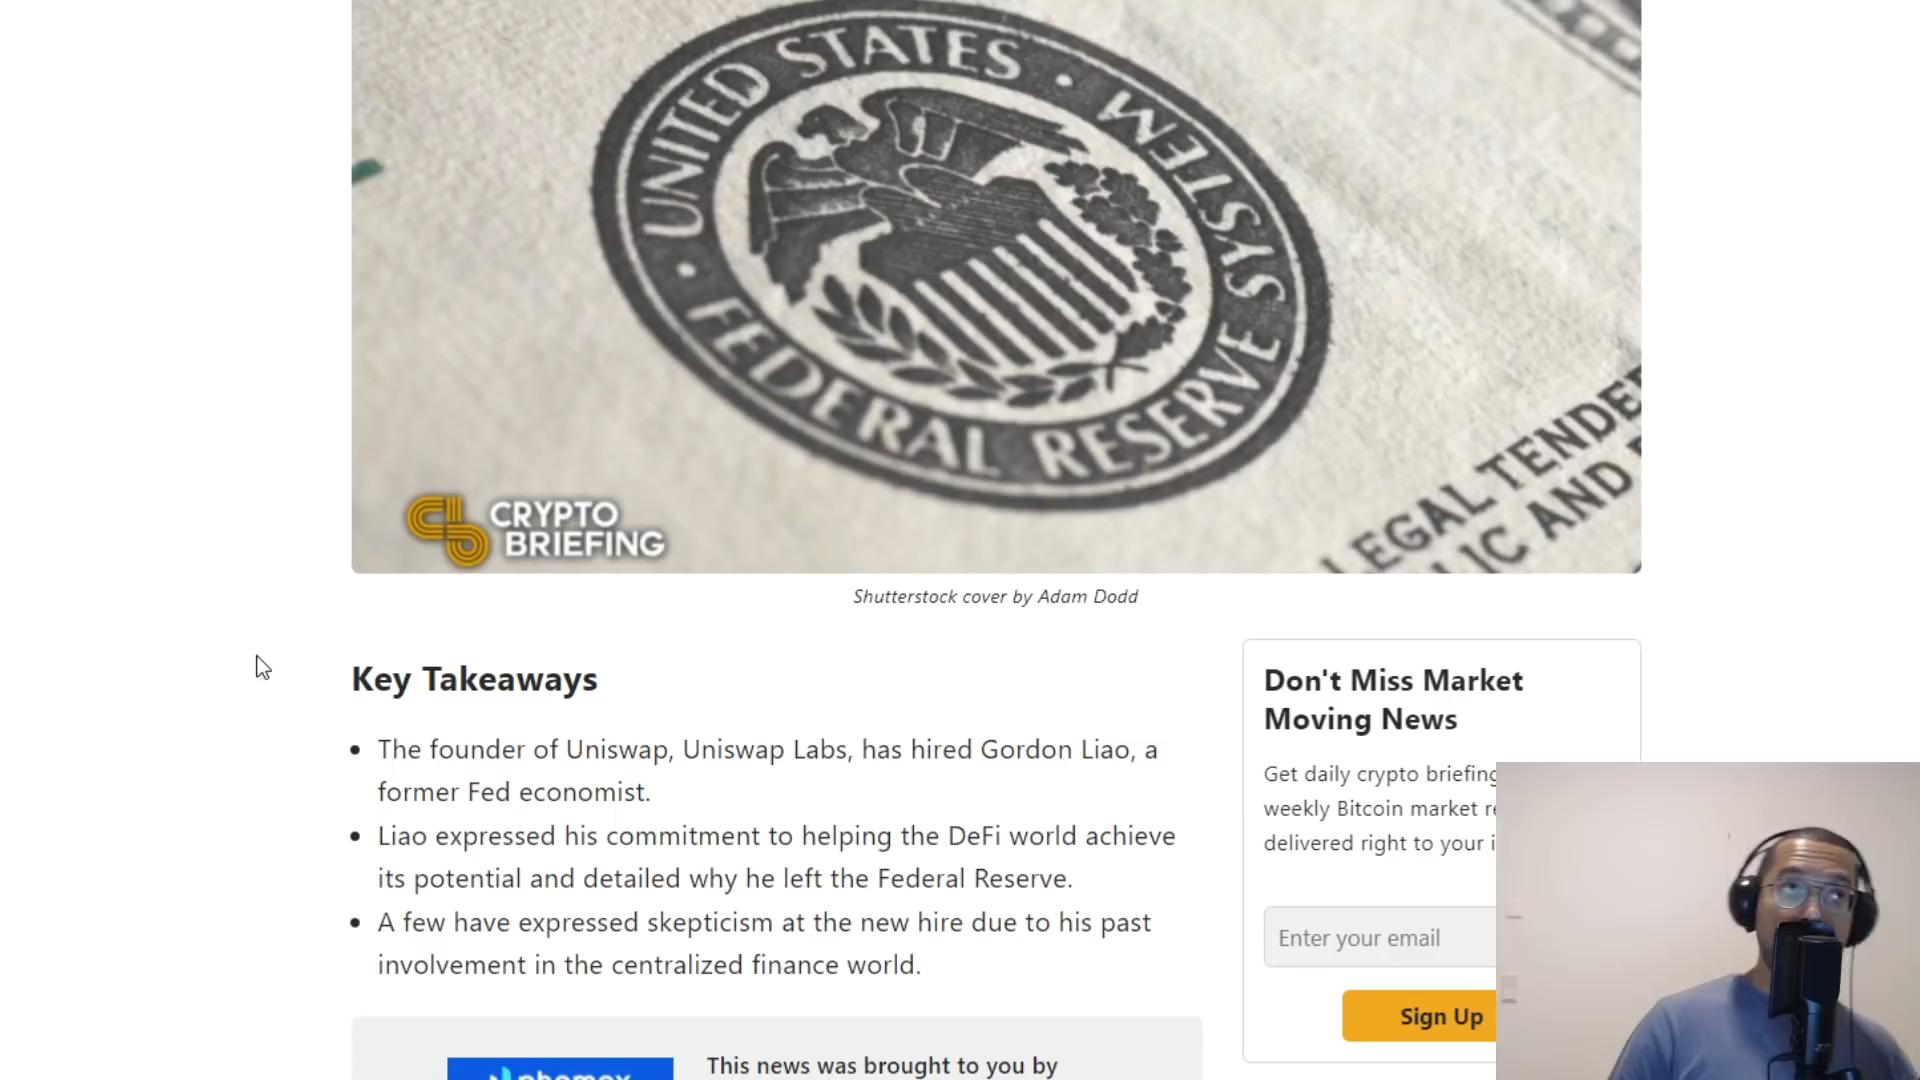 UNITED STATES
FEDERAL RESERVE SYSTEM
LEGAL TENDER
AND
CRYPTO
BRIEFING
Shutterstock cover by Adam Dodd
Key Takeaways
The founder of Uniswap, Uniswap Labs, has hired Gordon Liao, a
former Fed economist.
Liao expressed his commitment to helping the DeFi world achieve
its potential and detailed why he left the Federal Reserve.
A few have expressed skepticism at the new hire due to his past
involvement in the centralized finance world.
This news was brought to you by
Don't Miss Market
Moving News
Get daily crypto briefing
weekly Bitcoin market
delivered right to your
Enter your email
Sign Up